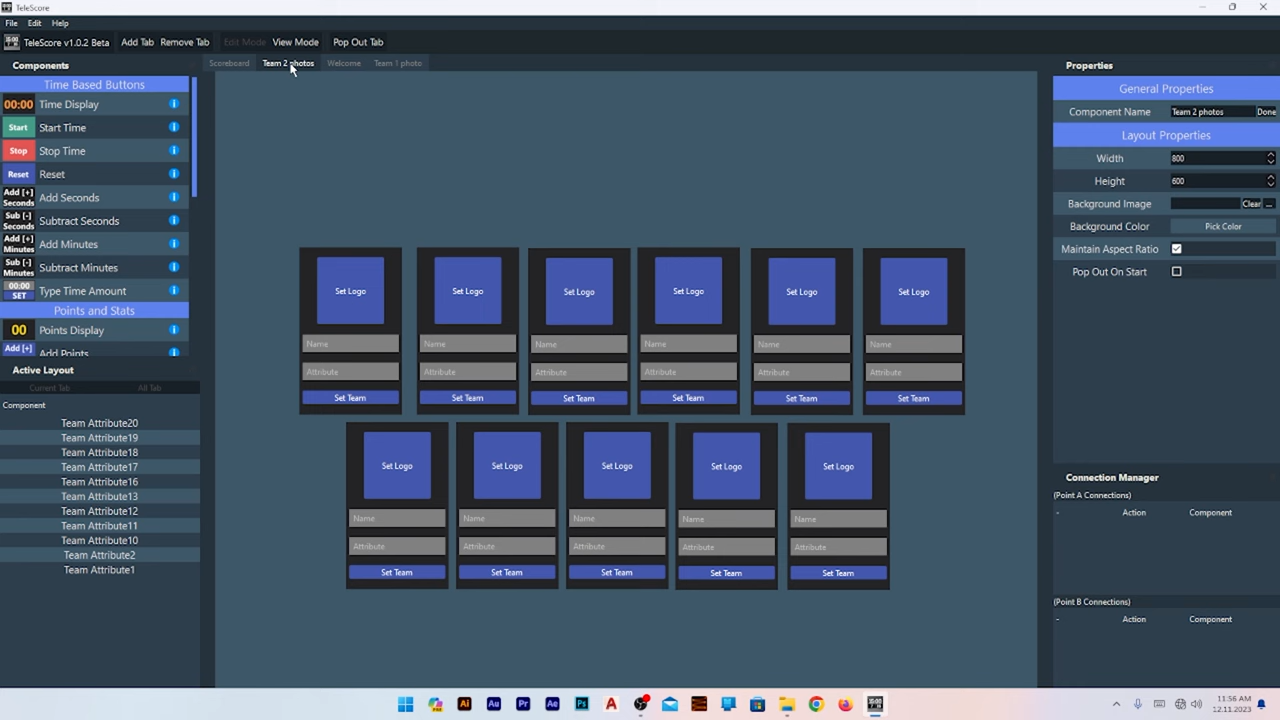 TeleScore
File Edit Help
TeleScore v1.0.2 Beta Add Tab Remove Tab Edit Mode View Mode Pop Out Tab
Components
Time Based Buttons
00:00 Time Display
Start Start Time
Stop Stop Time
Reset Reset
Add [+] Seconds Add Seconds
Sub [-] Seconds Subtract Seconds
Add [+] Minutes Add Minutes
Sub [-] Minutes Subtract Minutes
00:00 SET Type Time Amount
Points and Stats
00 Points Display
Add [+] Add Points
Active Layout
Current Tab All Tab
Component
Team Attribute20
Team Attribute19
Team Attribute18
Team Attribute17
Team Attribute16
Team Attribute13
Team Attribute12
Team Attribute11
Team Attribute10
Team Attribute2
Team Attribute1
Scoreboard Team 2 photos Welcome Team 1 photo
Set Logo Set Logo Set Logo Set Logo Set Logo Set Logo
Name Name Name Name Name Name
Attribute Attribute Attribute Attribute Attribute Attribute
Set Team Set Team Set Team Set Team Set Team Set Team
Set Logo Set Logo Set Logo Set Logo Set Logo
Name Name Name Name Name
Attribute Attribute Attribute Attribute Attribute
Set Team Set Team Set Team Set Team Set Team
Properties
General Properties
Component Name Team 2 photos Done
Layout Properties
Width 800
Height 600
Background Image Clear ...
Background Color Pick Color
Maintain Aspect Ratio
Pop Out On Start
Connection Manager
(Point A Connections)
- Action Component
(Point B Connections)
- Action Component
Ai Au Pr Ae Ps A
11:56 AM
12.11.2023